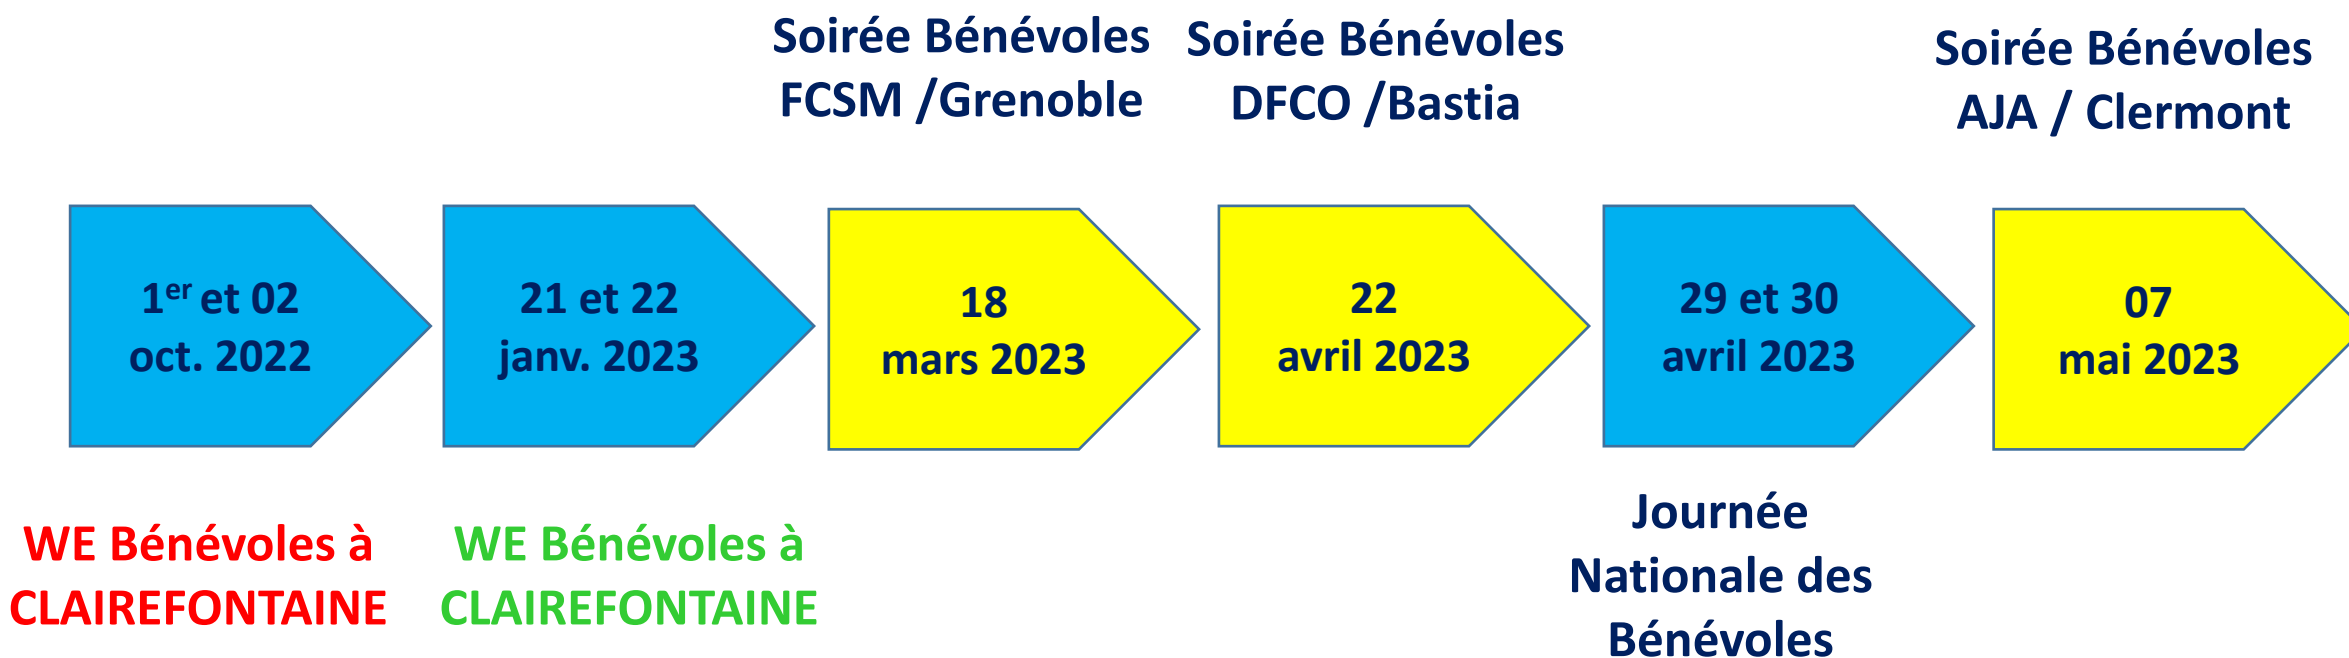 Soirée Bénévoles
FCSM /Grenoble
Soirée Bénévoles
DFCO /Bastia
Soirée Bénévoles
AJA / Clermont
1er et 02
oct. 2022
21 et 22
janv. 2023
18
mars 2023
22
avril 2023
29 et 30
avril 2023
07
mai 2023
WE Bénévoles à
CLAIREFONTAINE
WE Bénévoles à
CLAIREFONTAINE
Journée
Nationale des
Bénévoles